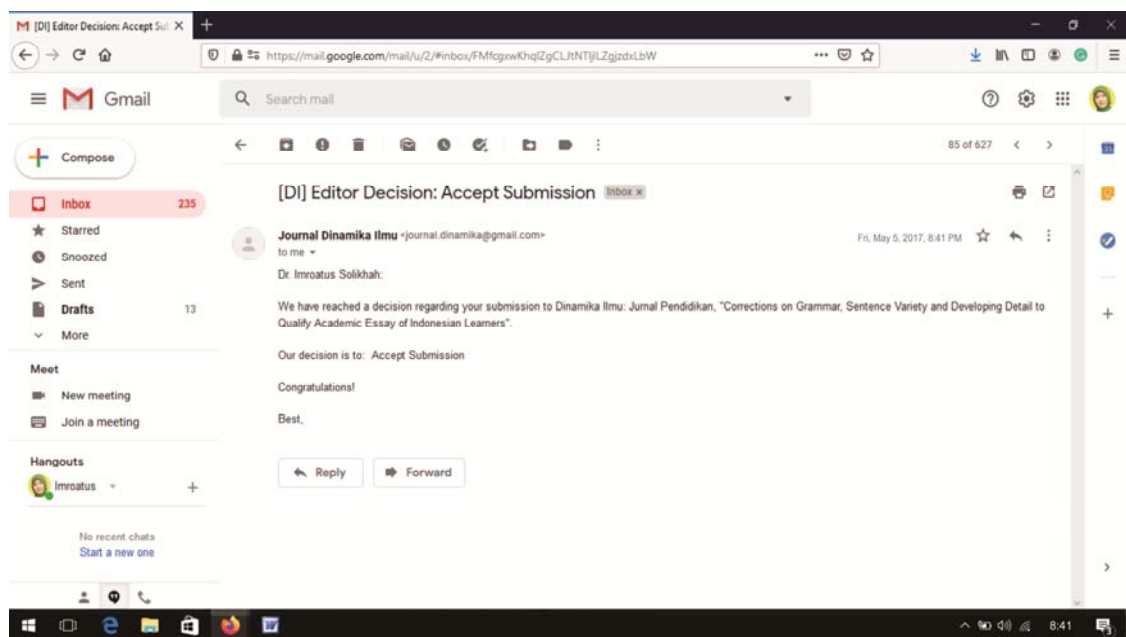 [DI] Editor Decision: Accept Sul
https://mail.google.com/mail/u/2/#inbox/
Gmail
Search mail
Compose
85 of 627
Inbox 235
Starred
Snoozed
Sent
Drafts 13
More
Meet
New meeting
Join a meeting
Hangouts
Imroatus
No recent chats
Start a new one
[DI] Editor Decision: Accept Submission Inbox x
Journal Dinamika Ilmu <journal.dinamika@gmail.com>
Fri, May 5, 2017, 8:41 PM
to me
Dr. Imroatus Solikhah:
We have reached a decision regarding your submission to Dinamika Ilmu: Jurnal Pendidikan, "Corrections on Grammar, Sentence Variety and Developing Detail to
Qualify Academic Essay of Indonesian Learners".
Our decision is to: Accept Submission
Congratulations!
Best,
Reply
Forward
8:41